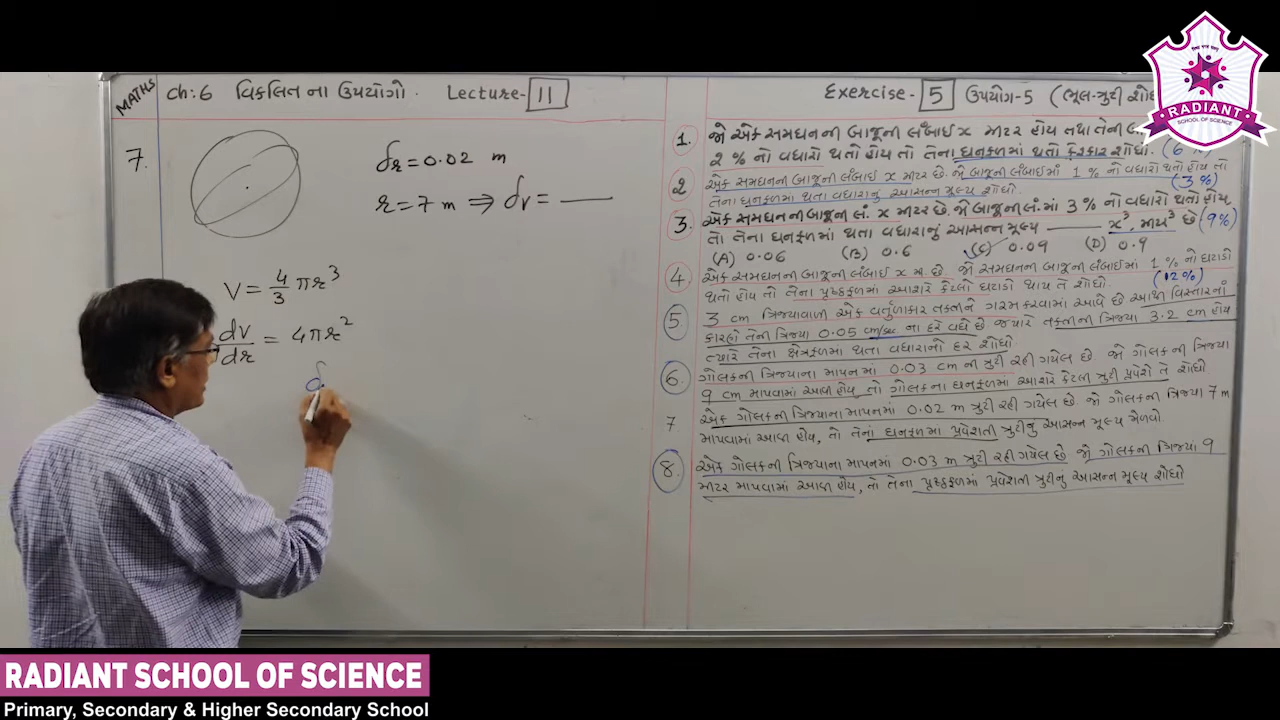 MATHS
Ch:6 વિકલિત ના ઉપયોગો. Lecture-11
7.
δr = 0.02 m
r = 7 m ⇒ δv = ____
V = 4/3 πr³
dv/dr = 4πr²
Exercise-5 ઉપયોગ-5 (ભૂલ-ત્રુટી
1. જો એક સમઘનની બાજુની લંબાઈ x મીટર હોય તથા તેની
2 % નો વધારો થતો હોય તો તેના ઘનફળમાં થતો ફેરફાર શોધો.
2 એક સમઘનની બાજુની લંબાઈ x મીટર છે. જો બાજુની લંબાઈમાં 1 % નો વધારો થતો હોય તો
તેના ઘનફળમાં થતા વધારાનું આસન્ન મૂલ્ય શોધો. (3 %)
3. એક સમઘનની બાજુની લં. x મીટર છે. જો બાજુની લં.માં 3 % નો વધારો થતો હોય,
તો તેના ઘનફળમાં થતા વધારાનું આસન્ન મૂલ્ય ____ x³ મીટર³ છે (9%)
(A) 0.06 (B) 0.6 (C) 0.09 (D) 0.9
4. એક સમઘનની બાજુની લંબાઈ x મી. છે. જો સમઘનની બાજુની લંબાઈમાં 1 % નો ઘટાડો
થતો હોય તો તેના પૃષ્ઠફળમાં આશરે કેટલો ઘટાડો થાય તે શોધો.
5 3 cm ત્રિજ્યાવાળી એક વર્તુળાકાર તક્તીને ગરમ કરવામાં આવે છે આથી વિસ્તારના
કારણે તેની ત્રિજ્યા 0.05 cm/sec ના દરે વધે છે જ્યારે તક્તીની ત્રિજ્યા 3.2 cm હોય
ત્યારે તેના ક્ષેત્રફળમાં થતા વધારાનો દર શોધો.
6. ગોલકની ત્રિજ્યાના માપનમાં 0.03 cm ની ત્રુટી રહી ગયેલ છે. જો ગોલકની ત્રિજ્યા
9 cm માપવામાં આવી હોય, તો ગોલકના ઘનફળમાં આશરે કેટલી ત્રુટી પ્રવેશે તે શોધો
7 એક ગોલકની ત્રિજ્યાના માપનમાં 0.02 m ત્રુટી રહી ગયેલ છે. જો ગોલકની ત્રિજ્યા 7 m
માપવામાં આવી હોય, તો તેનાં ઘનફળમાં પ્રવેશતી ત્રુટીનું આસન્ન મૂલ્ય મેળવો.
8. એક ગોલકની ત્રિજ્યાના માપનમાં 0.03 m ત્રુટી રહી ગયેલ છે જો ગોલકની ત્રિજ્યા 9
મીટર માપવામાં આવી હોય, તો તેના પૃષ્ઠફળમાં પ્રવેશતી ત્રુટીનું આસન્ન મૂલ્ય શોધો
RADIANT
SCHOOL OF SCIENCE
RADIANT SCHOOL OF SCIENCE
Primary, Secondary & Higher Secondary School